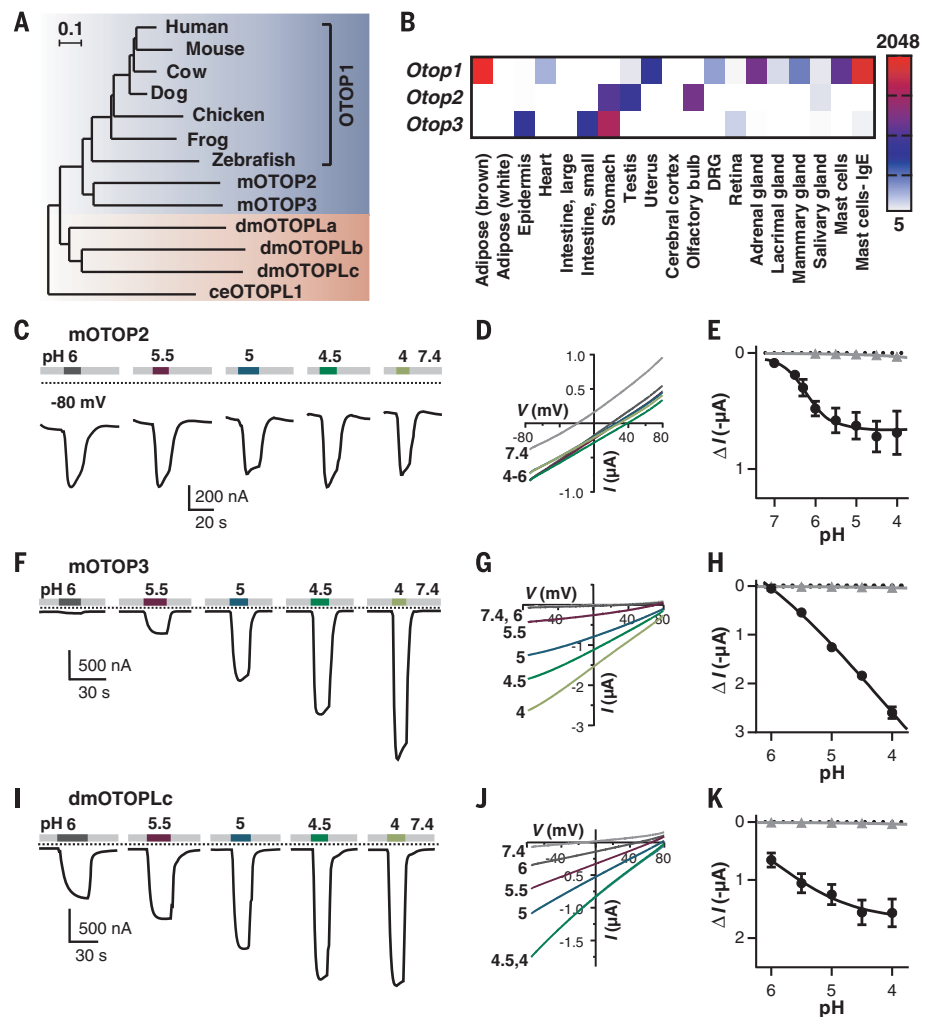 A
0.1
Human
Mouse
Cow
Dog
Chicken
Frog
Zebrafish
mOTOP2
mOTOP3
dmOTOPLa
dmOTOPLb
dmOTOPLc
ceOTOPL1
OTOP1
B
Otop1
Otop2
Otop3
2048
5
Adipose (brown)
Adipose (white)
Epidermis
Heart
Intestine, large
Intestine, small
Stomach
Testis
Uterus
Cerebral cortex
Olfactory bulb
DRG
Retina
Adrenal gland
Lacrimal gland
Mammary gland
Salivary gland
Mast cells
Mast cells- IgE
C
mOTOP2
pH 6 5.5 5 4.5 4 7.4
-80 mV
200 nA
20 s
D
1.0
0.5
V (mV)
-80 -40 40 80
7.4
4-6
-1.0
I (µA)
E
0
1
Δ I (-µA)
7 6 5 4
pH
F
mOTOP3
pH 6 5.5 5 4.5 4 7.4
500 nA
30 s
G
7.4, 6
5.5
5
4.5
4
40 40 80
-1
-2
-3
I (µA)
H
0
1
2
3
Δ I (-µA)
6 5 4
pH
I
dmOTOPLc
pH 6 5.5 5 4.5 4 7.4
500 nA
30 s
J
V (mV)
7.4
6
5.5
5
4.5,4
-40 40 80
-0.5
-1.0
-1.5
I (µA)
K
0
1
2
Δ I (-µA)
6 5 4
pH